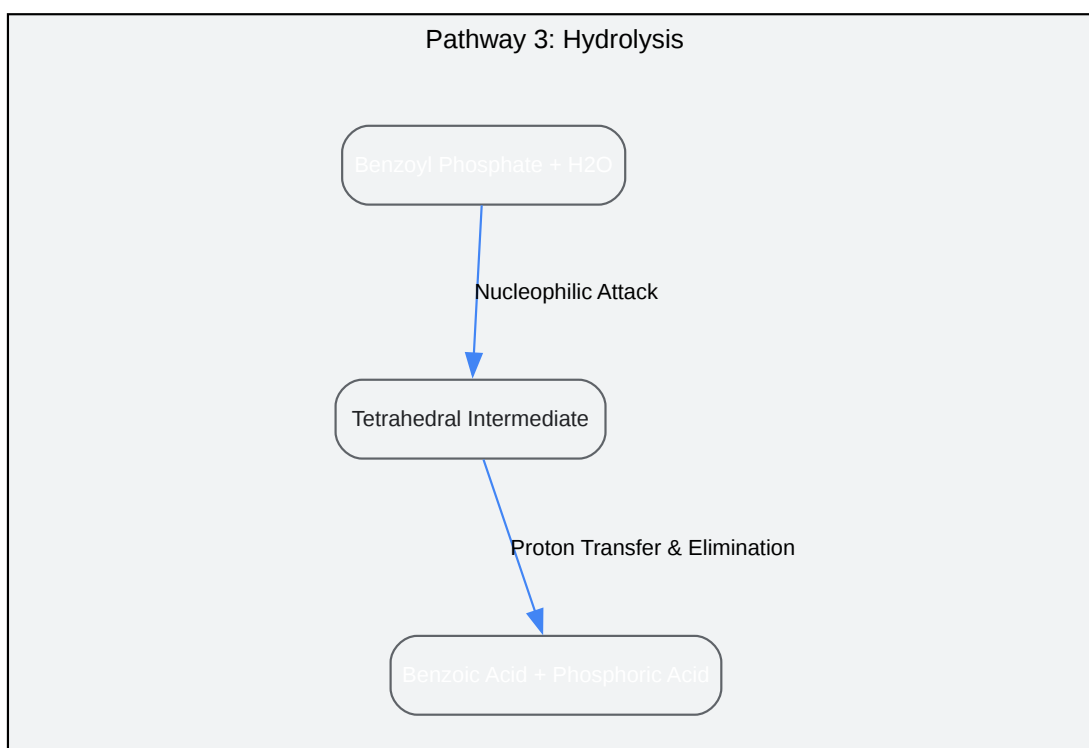 Pathway 3: Hydrolysis
Benzoyl Phosphate + H2O
Nucleophilic Attack
Tetrahedral Intermediate
Proton Transfer & Elimination
Benzoic Acid + Phosphoric Acid